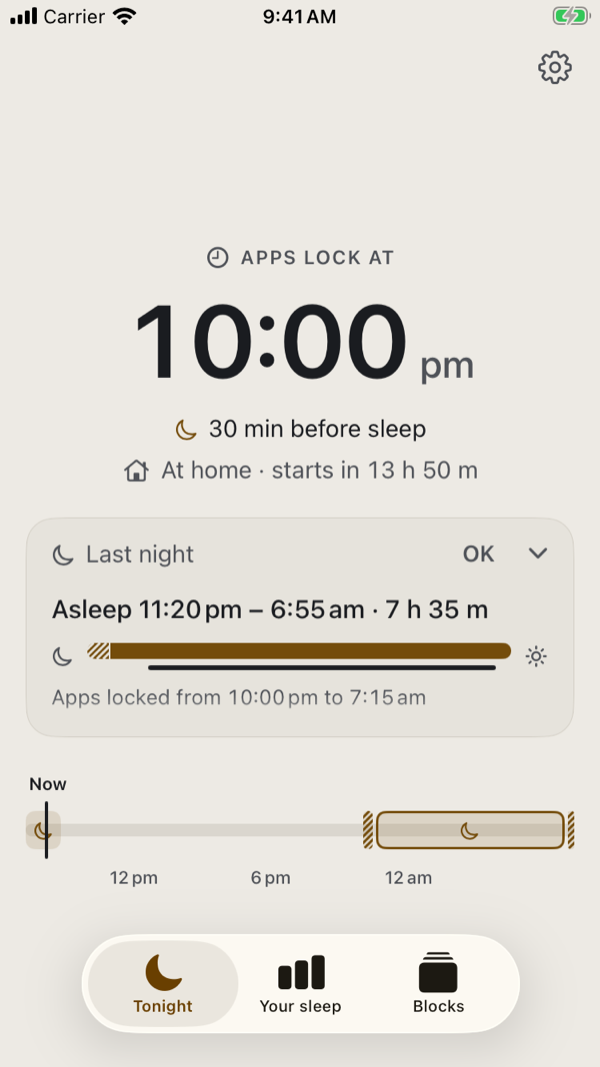 Carrier 9:41 AM
APPS LOCK AT
10:00 pm
30 min before sleep
At home · starts in 13 h 50 m
Last night OK
Asleep 11:20 pm – 6:55 am · 7 h 35 m
Apps locked from 10:00 pm to 7:15 am
Now
12 pm 6 pm 12 am
Tonight Your sleep Blocks